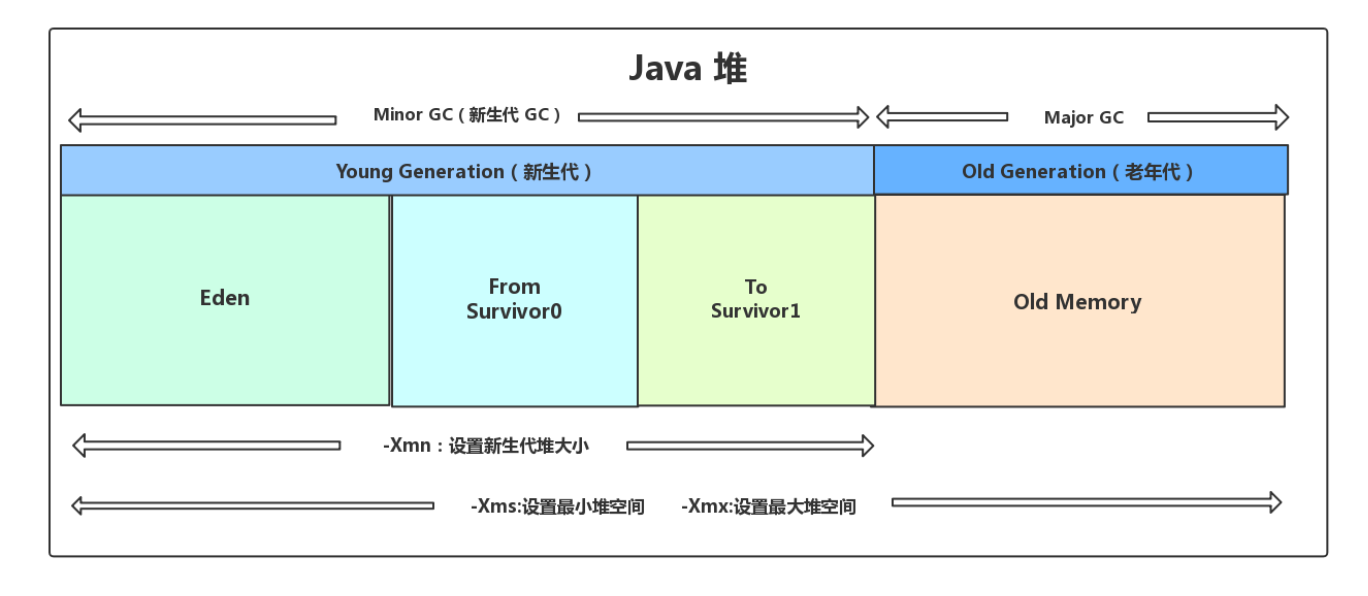 Java 堆
Minor GC ( 新生代 GC )
Major GC
Young Generation ( 新生代 )
Old Generation ( 老年代 )
Eden
From
Survivor0
To
Survivor1
Old Memory
-Xmn : 设置新生代堆大小
-Xms:设置最小堆空间
-Xmx:设置最大堆空间